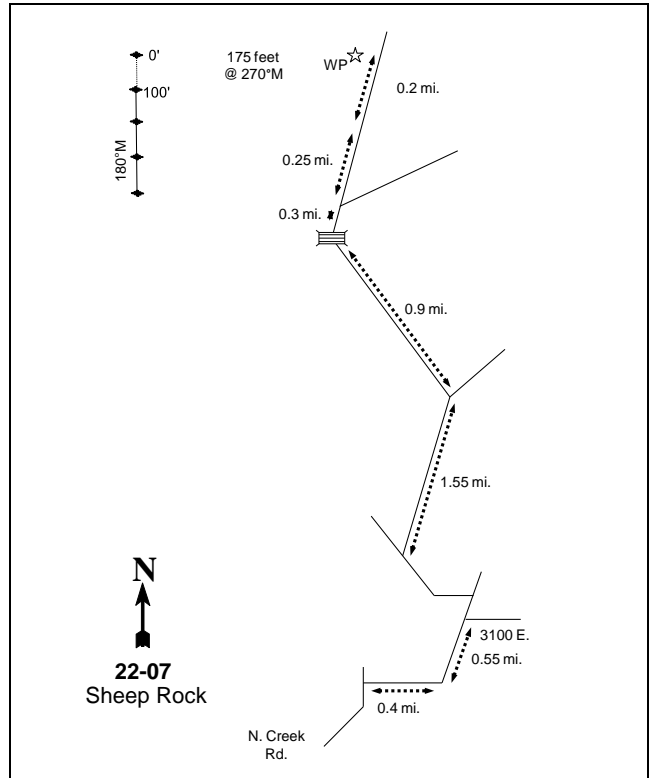 0'
100'
180°M
175 feet
@ 270°M
WP
0.2 mi.
0.25 mi.
0.3 mi.
0.9 mi.
1.55 mi.
3100 E.
0.55 mi.
0.4 mi.
N. Creek
Rd.
N
22-07
Sheep Rock